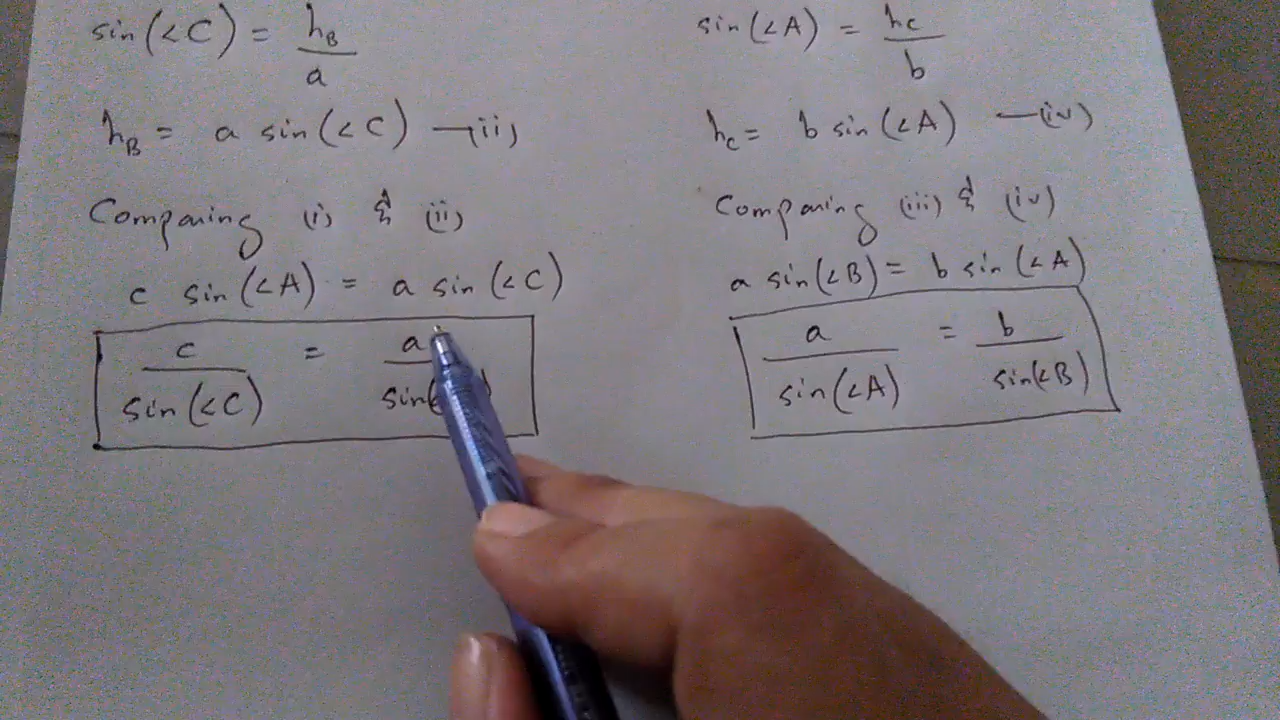 sin(∠C) = h_B / a
h_B = a sin(∠C) —(ii)
Comparing (i) & (ii)
c sin(∠A) = a sin(∠C)
c / sin(∠C) = a / sin(
sin(∠A) = h_c / b
h_c = b sin(∠A) —(iv)
Comparing (iii) & (iv)
a sin(∠B) = b sin(∠A)
a / sin(∠A) = b / sin(∠B)